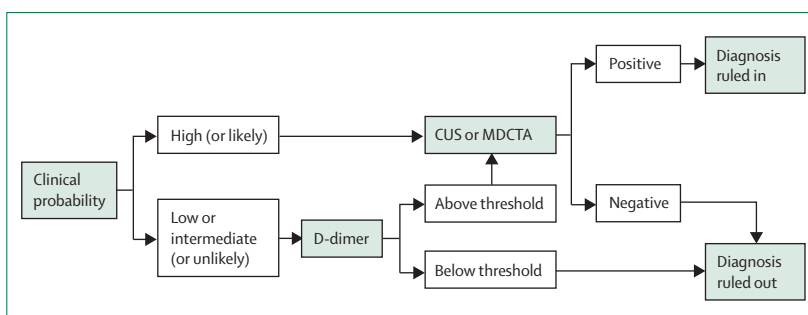 Clinical
probability
High (or likely)
Low or
intermediate
(or unlikely)
D-dimer
CUS or MDCTA
Above threshold
Below threshold
Positive
Negative
Diagnosis
ruled in
Diagnosis
ruled out